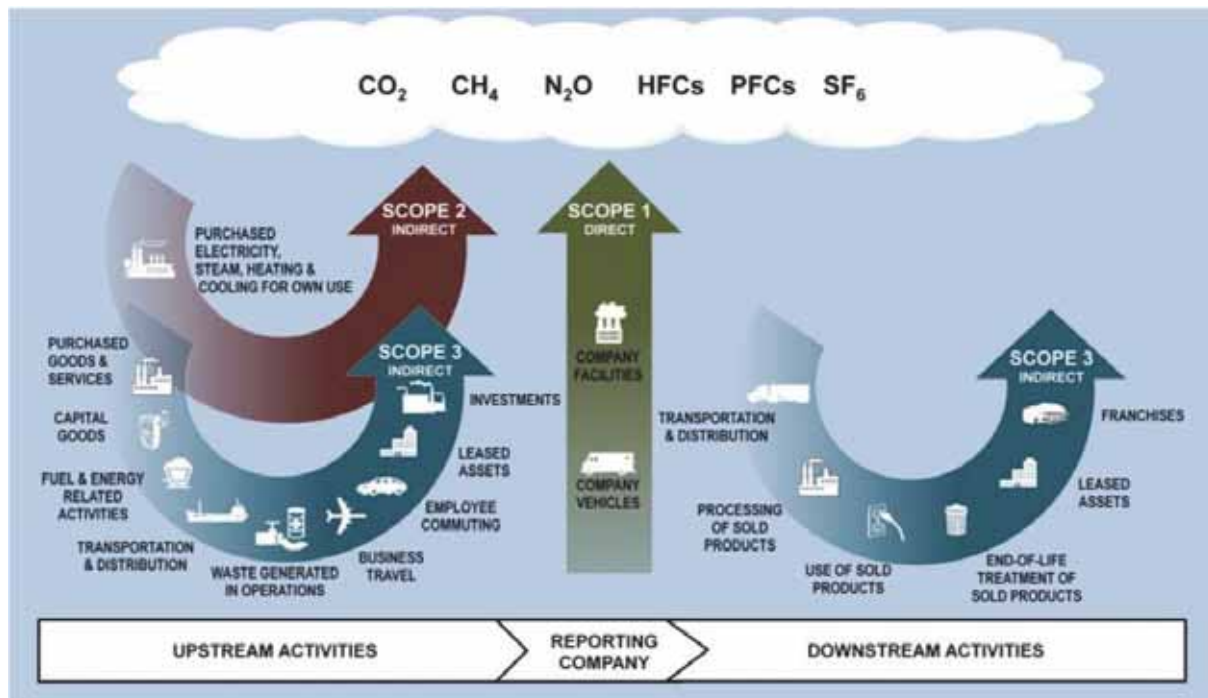 CO₂ CH₄ N₂O HFCs PFCs SF₆
SCOPE 2
INDIRECT
PURCHASED
ELECTRICITY,
STEAM, HEATING &
COOLING FOR OWN USE
SCOPE 1
DIRECT
COMPANY
FACILITIES
COMPANY
VEHICLES
PURCHASED
GOODS &
SERVICES
CAPITAL
GOODS
FUEL & ENERGY
RELATED
ACTIVITIES
TRANSPORTATION
& DISTRIBUTION
WASTE GENERATED
IN OPERATIONS
BUSINESS
TRAVEL
EMPLOYEE
COMMUTING
LEASED
ASSETS
INVESTMENTS
SCOPE 3
INDIRECT
TRANSPORTATION
& DISTRIBUTION
PROCESSING
OF SOLD
PRODUCTS
USE OF SOLD
PRODUCTS
END-OF-LIFE
TREATMENT OF
SOLD PRODUCTS
LEASED
ASSETS
FRANCHISES
SCOPE 3
INDIRECT
UPSTREAM ACTIVITIES
REPORTING
COMPANY
DOWNSTREAM ACTIVITIES